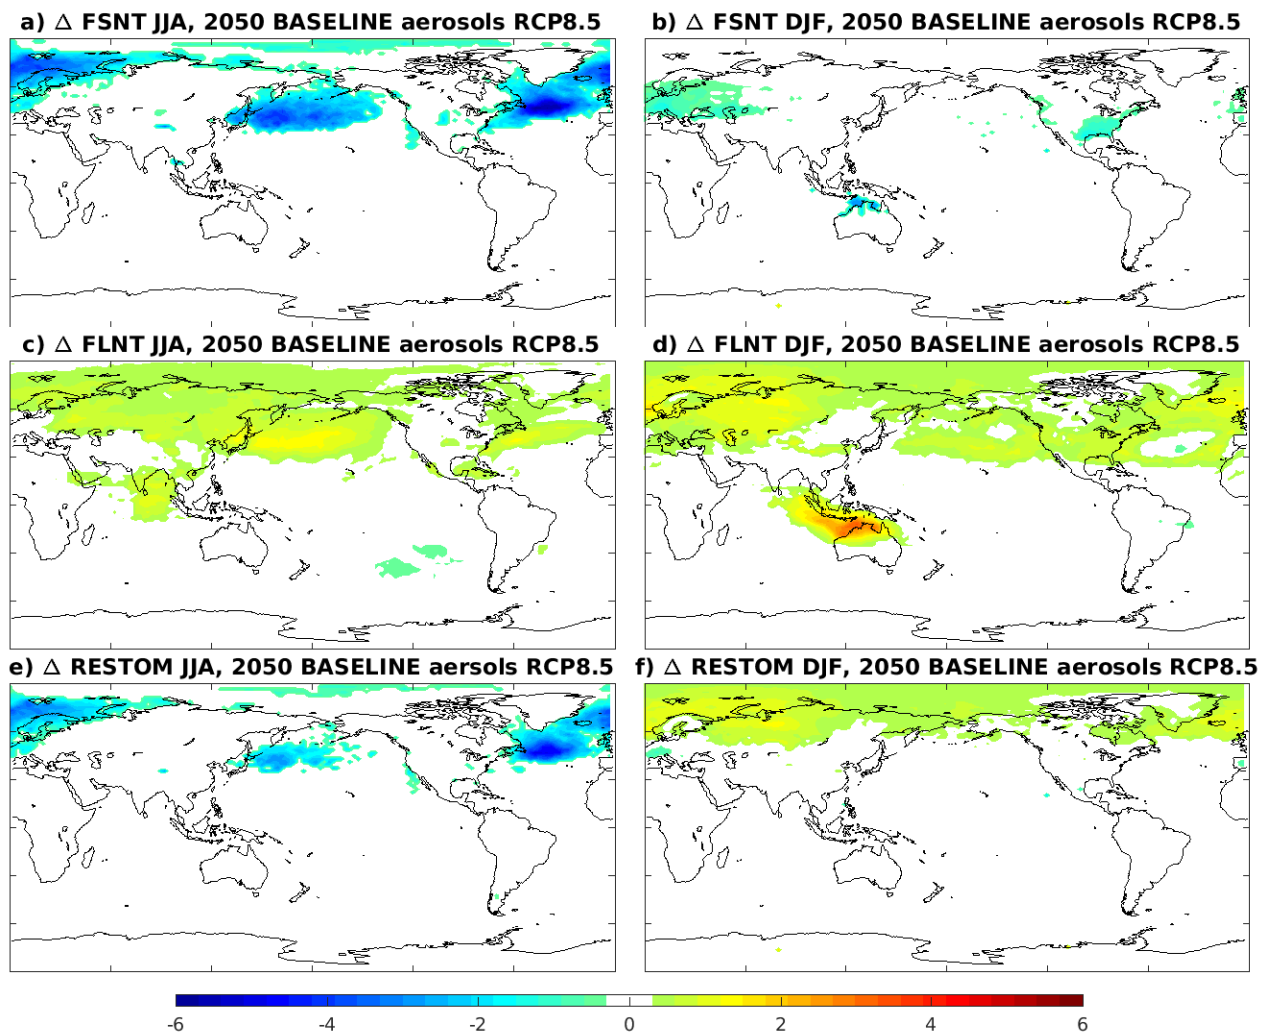 a) △ FSNT JJA, 2050 BASELINE aerosols RCP8.5
b) △ FSNT DJF, 2050 BASELINE aerosols RCP8.5
c) △ FLNT JJA, 2050 BASELINE aerosols RCP8.5
d) △ FLNT DJF, 2050 BASELINE aerosols RCP8.5
e) △ RESTOM JJA, 2050 BASELINE aersols RCP8.5
f) △ RESTOM DJF, 2050 BASELINE aerosols RCP8.5
-6 -4 -2 0 2 4 6